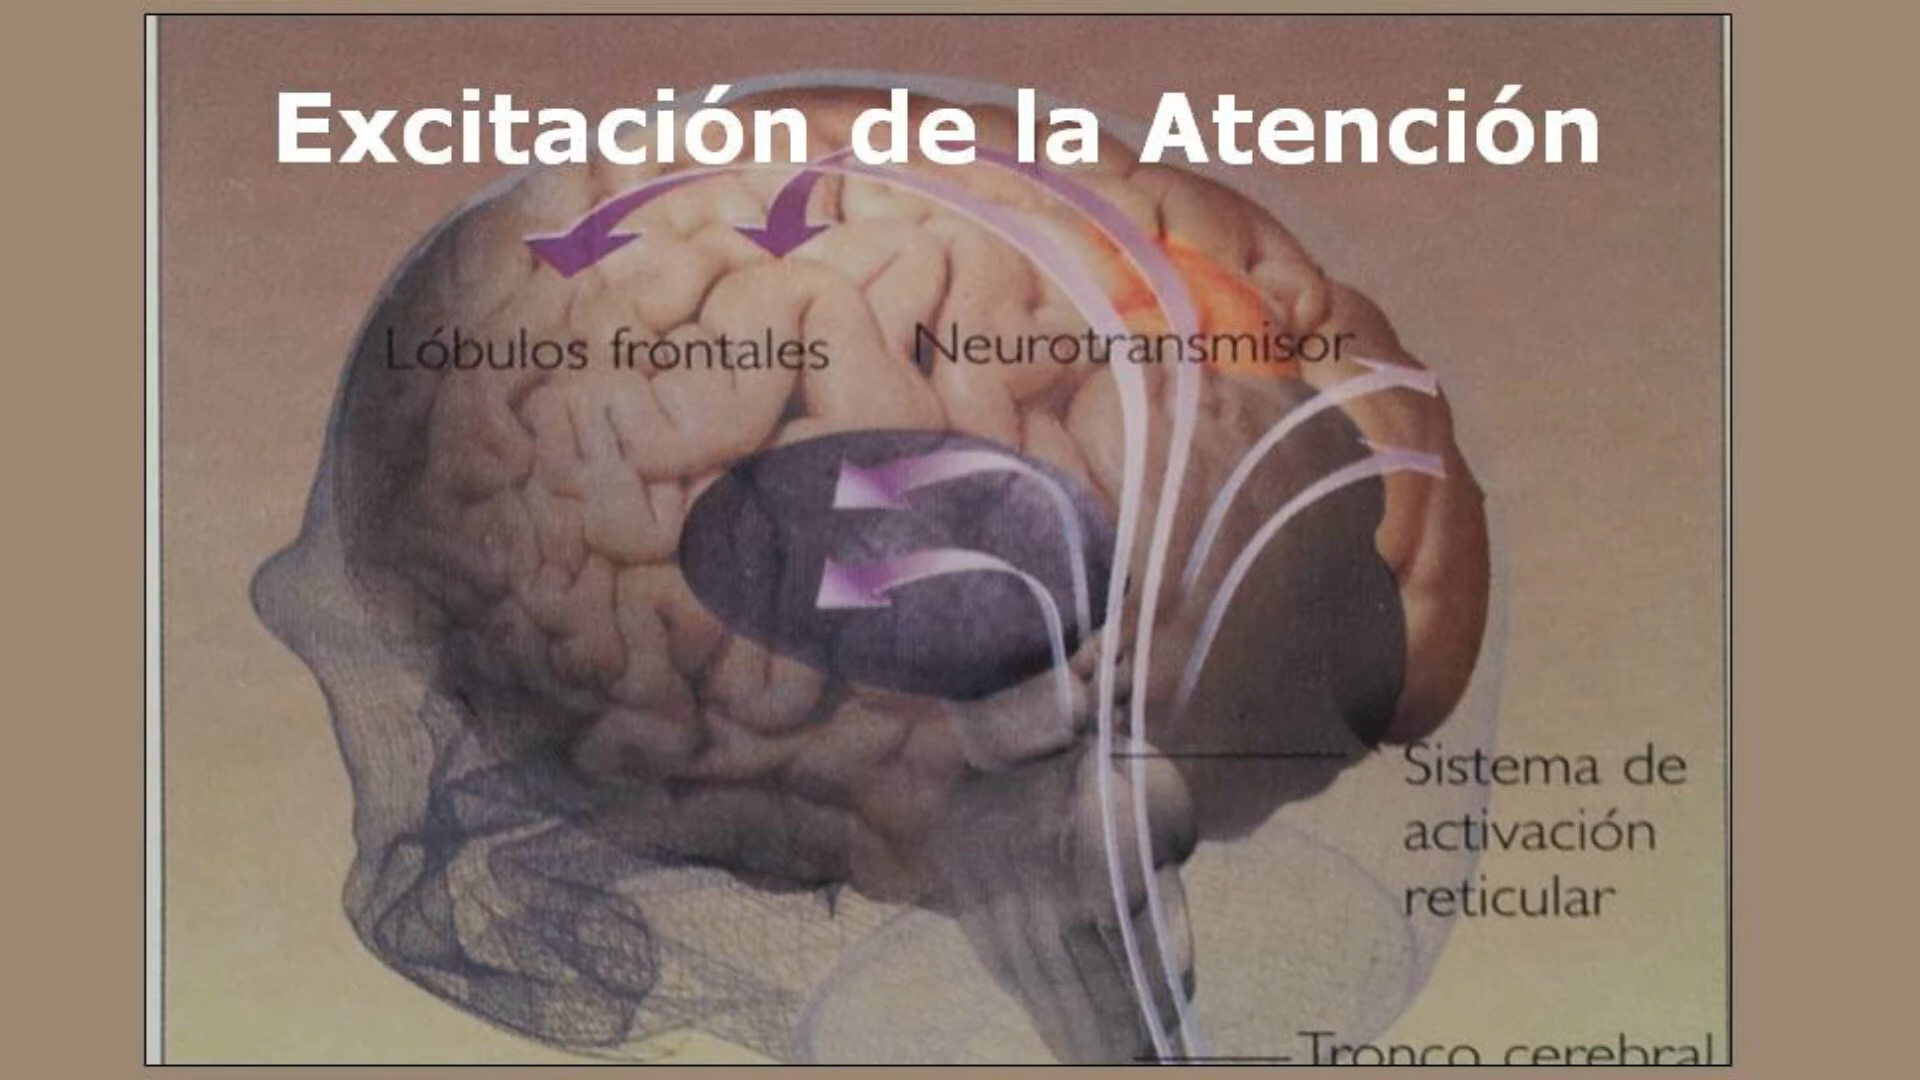 Excitación de la Atención
Lóbulos frontales
Neurotransmisor
Sistema de
activación
reticular
Tronco cerebral